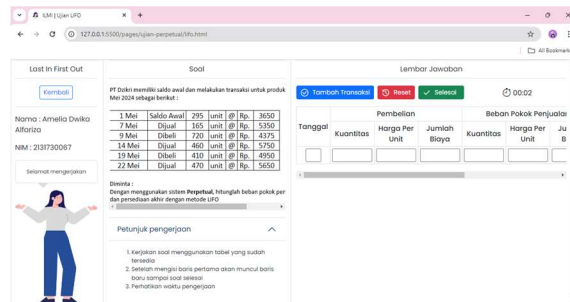 ILMI | Ujian LIFO
127.0.0.1:5500/pages/ujian-perpetual/lifo.html
All Bookmarks
Last In First Out
Kembali
Nama : Amelia Dwika Alfariza
NIM : 2131730067
Selamat mengerjakan
Soal
PT Dzikri memiliki saldo awal dan melakukan transaksi untuk produk
Mei 2024 sebagai berikut :
1 Mei Saldo Awal 295 unit @ Rp. 3650
7 Mei Dijual 165 unit @ Rp. 5350
9 Mei Dibeli 720 unit @ Rp. 4375
14 Mei Dijual 460 unit @ Rp. 5750
19 Mei Dibeli 410 unit @ Rp. 4950
22 Mei Dijual 470 unit @ Rp. 5650
Diminta :
Dengan menggunakan sistem Perpetual, hitunglah beban pokok per
dan persediaan akhir dengan metode LIFO
Petunjuk pengerjaan
1. Kerjakan soal menggunakan tabel yang sudah
tersedia
2. Setelah mengisi baris pertama akan muncul baris
baru sampai soal selesai
3. Perhatikan waktu pengerjaan
Lembar Jawaban
Tambah Transaksi Reset Selesai 00:02
Tanggal Pembelian Beban Pokok Penjualan
Kuantitas Harga Per Unit Jumlah Biaya Kuantitas Harga Per Unit Ju B